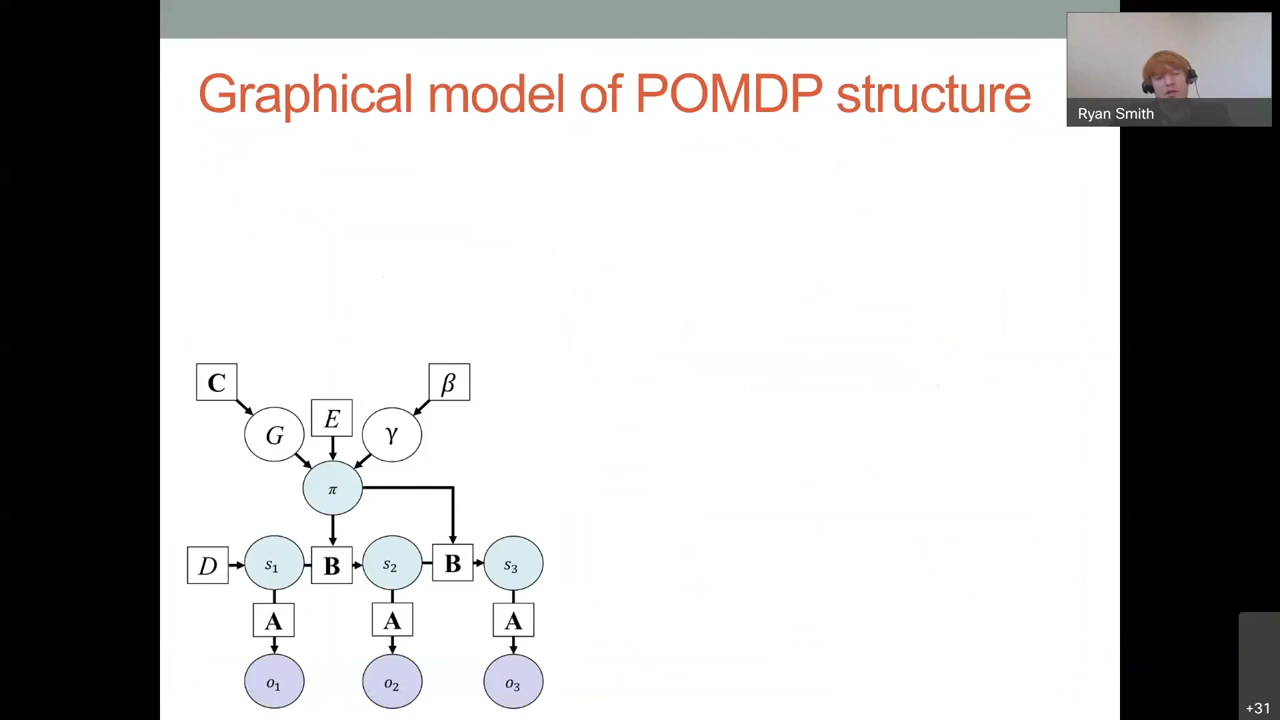 Graphical model of POMDP structure
Ryan Smith
C
β
E
G
γ
π
D
s₁
B
s₂
B
s₃
A
A
A
o₁
o₂
o₃
+31